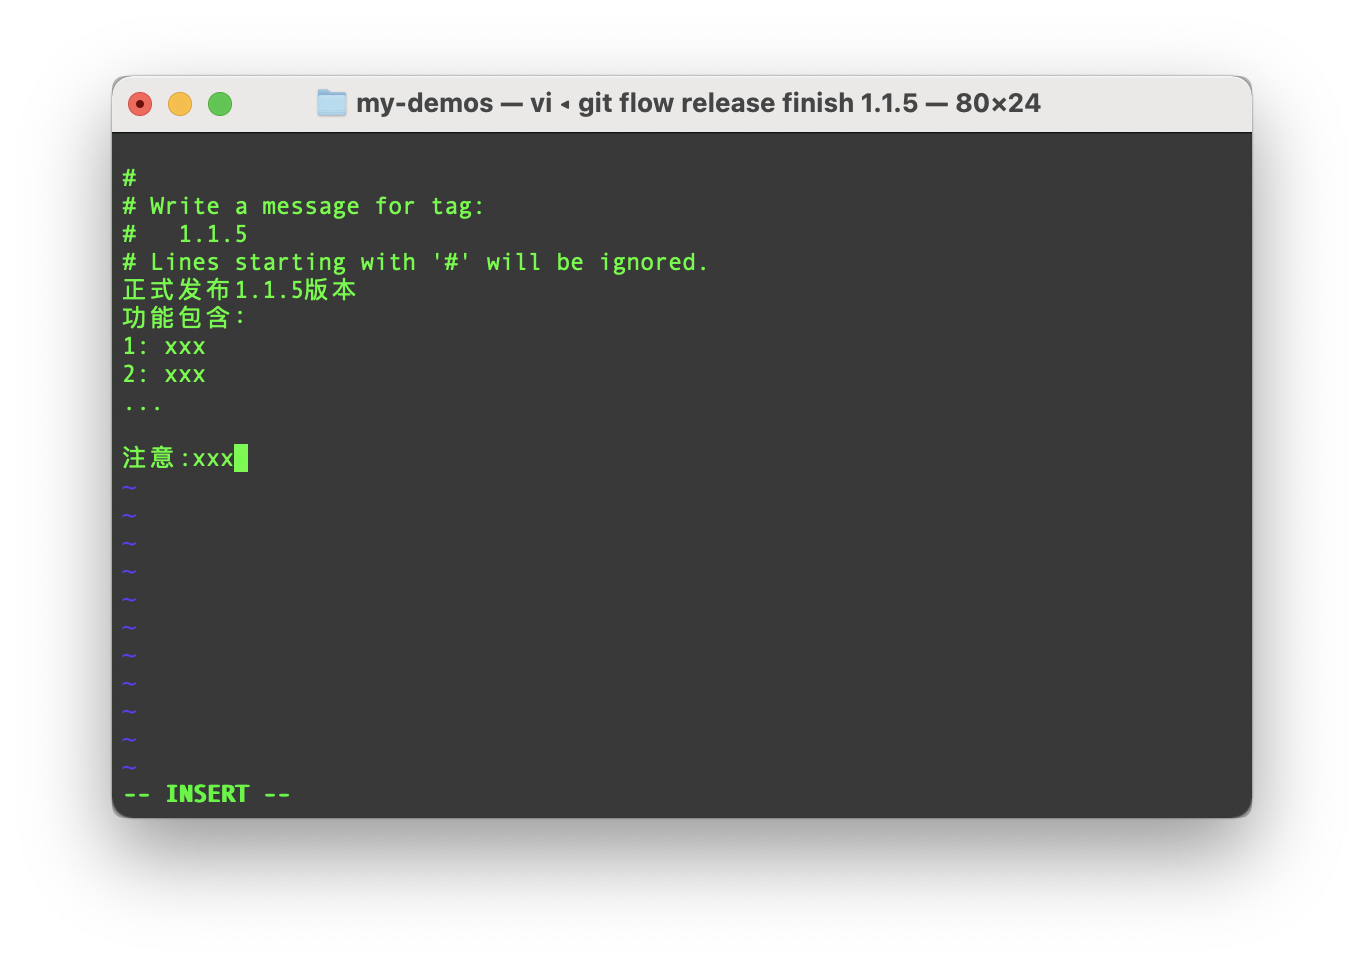 my-demos — vi ◂ git flow release finish 1.1.5 — 80×24
#
# Write a message for tag:
#   1.1.5
# Lines starting with '#' will be ignored.
正式发布1.1.5版本
功能包含：
1: xxx
2: xxx
...
注意:xxx
~
~
~
~
~
~
~
~
~
~
~
-- INSERT --